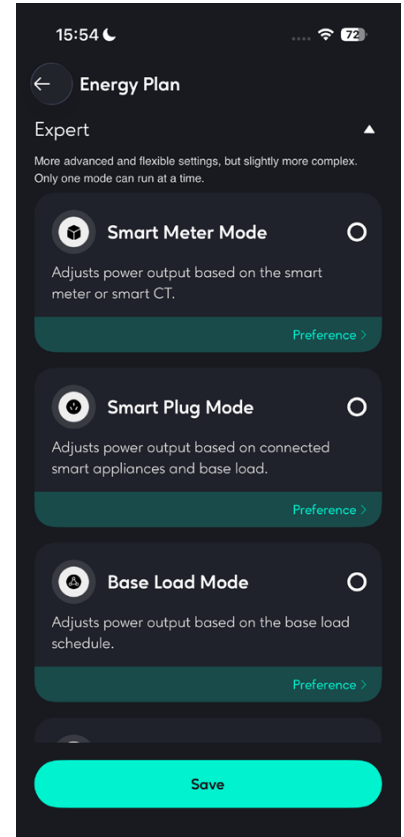 15:54
72
Energy Plan
Expert
More advanced and flexible settings, but slightly more complex.
Only one mode can run at a time.
Smart Meter Mode
Adjusts power output based on the smart
meter or smart CT.
Preference >
Smart Plug Mode
Adjusts power output based on connected
smart appliances and base load.
Preference >
Base Load Mode
Adjusts power output based on the base load
schedule.
Preference >
Save